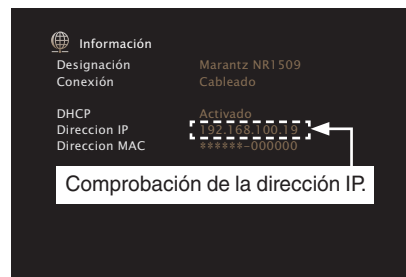 Información
Designación Marantz NR1509
Conexión Cableado
DHCP Activado
Direccion IP 192.168.100.19
Direccion MAC ******-000000
Comprobación de la dirección IP.